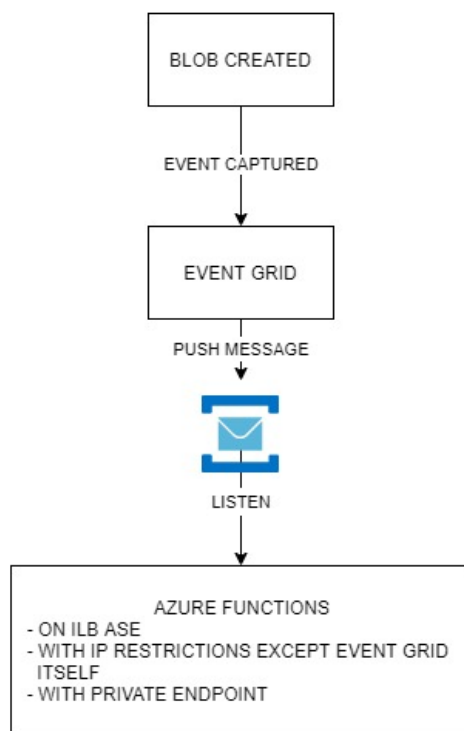 BLOB CREATED
EVENT CAPTURED
EVENT GRID
PUSH MESSAGE
LISTEN
AZURE FUNCTIONS
- ON ILB ASE
- WITH IP RESTRICTIONS EXCEPT EVENT GRID
ITSELF
- WITH PRIVATE ENDPOINT